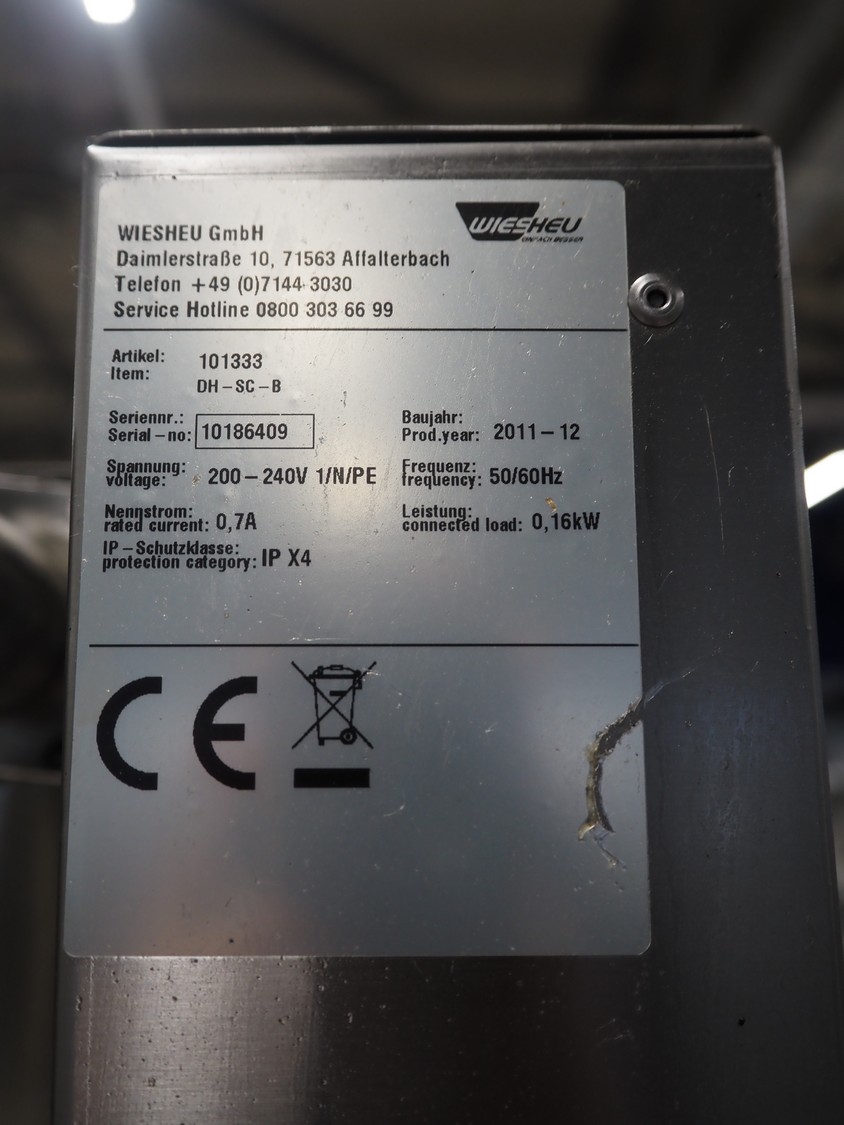 WIESHEU
EINFACH BESSER
WIESHEU GmbH
Daimlerstraße 10, 71563 Affalterbach
Telefon +49 (0)7144 3030
Service Hotline 0800 303 66 99
Artikel:
Item: 101333
DH-SC-B
Seriennr.: Baujahr:
Serial-no: 10186409 Prod.year: 2011-12
Spannung: Frequenz:
voltage: 200-240V 1/N/PE frequency: 50/60Hz
Nennstrom: Leistung:
rated current: 0,7A connected load: 0,16kW
IP-Schutzklasse:
protection category: IP X4
CE